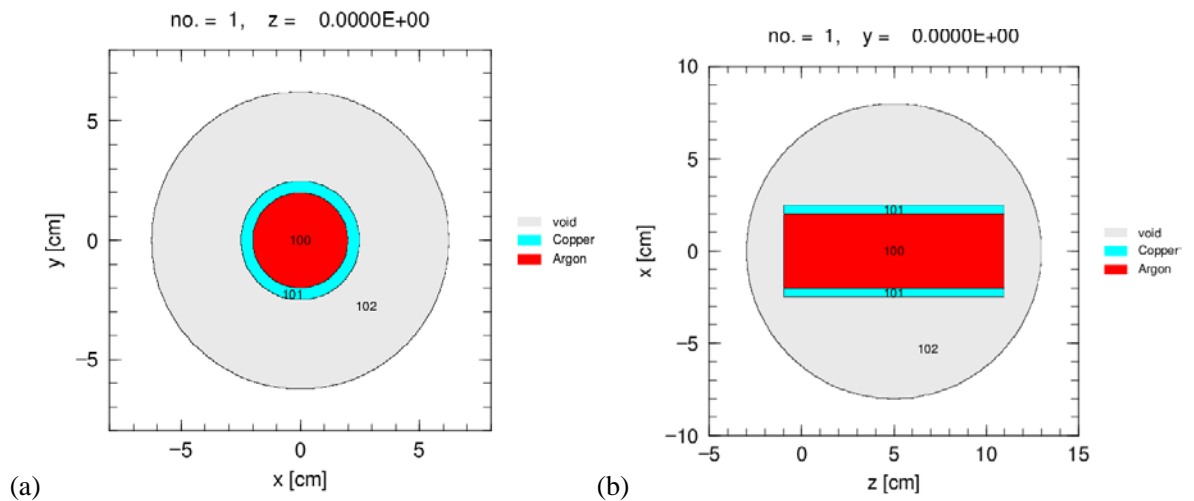 no. = 1, z = 0.0000E+00
5
0
−5
y [cm]
100
101
102
−5 0 5
x [cm]
void
Copper
Argon
(a)
no. = 1, y = 0.0000E+00
10
5
0
−5
−10
x [cm]
101
100
101
102
−5 0 5 10 15
z [cm]
void
Copper
Argon
(b)